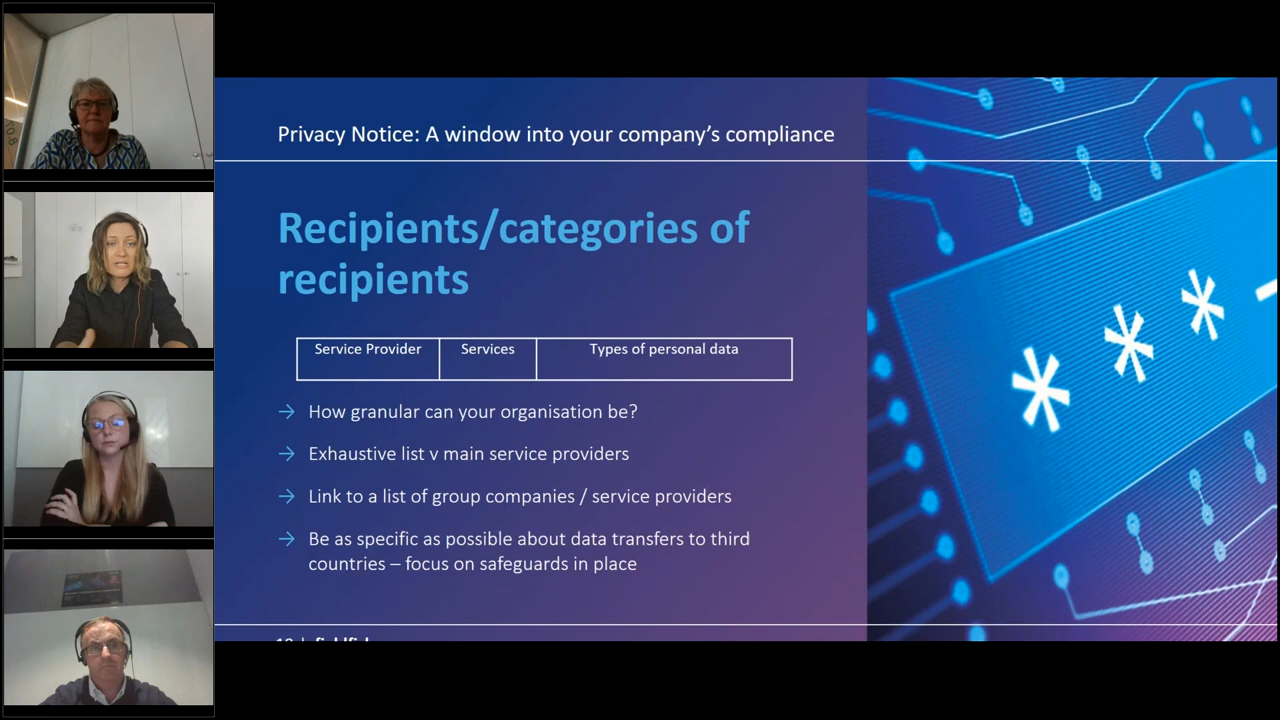 Privacy Notice: A window into your company's compliance
Recipients/categories of
recipients
Service Provider
Services
Types of personal data
→ How granular can your organisation be?
→ Exhaustive list v main service providers
→ Link to a list of group companies / service providers
→ Be as specific as possible about data transfers to third
countries – focus on safeguards in place